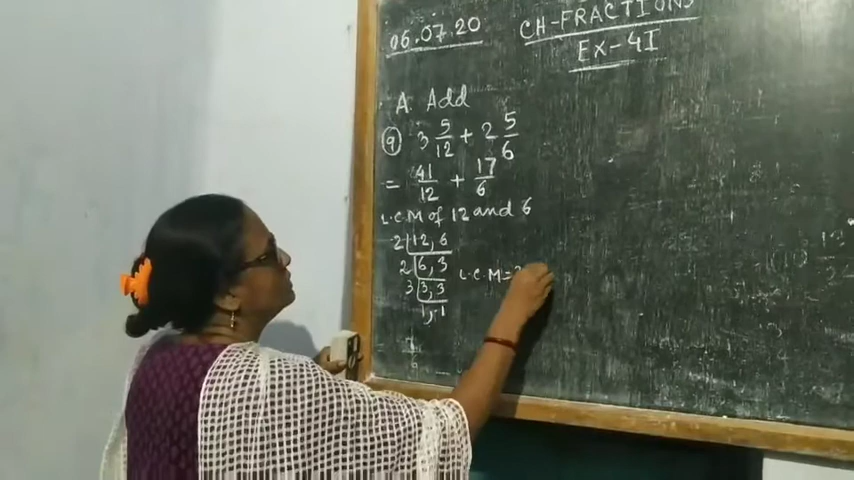 06.07.20
CH-FRACTIONS
EX-4I
A. Add
9 3 5/12 + 2 5/6
= 41/12 + 17/6
L.C.M of 12 and 6
2 | 12, 6
2 | 6, 3
3 | 3, 3
1, 1
L.C.M=